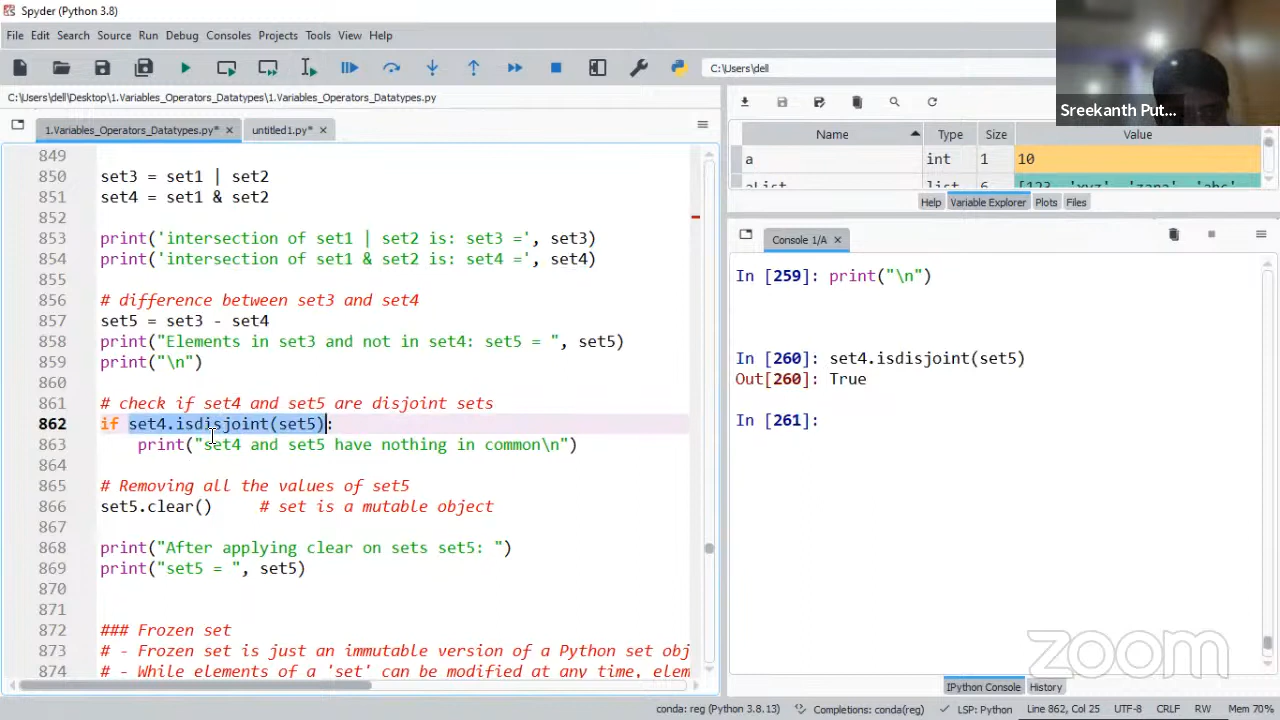 Spyder (Python 3.8)
File Edit Search Source Run Debug Consoles Projects Tools View Help
C:\Users\dell
C:\Users\dell\Desktop\1.Variables_Operators_Datatypes\1.Variables_Operators_Datatypes.py
1.Variables_Operators_Datatypes.py* untitled1.py*
849
850 set3 = set1 | set2
851 set4 = set1 & set2
852
853 print('intersection of set1 | set2 is: set3 =', set3)
854 print('intersection of set1 & set2 is: set4 =', set4)
855
856 # difference between set3 and set4
857 set5 = set3 - set4
858 print("Elements in set3 and not in set4: set5 = ", set5)
859 print("\n")
860
861 # check if set4 and set5 are disjoint sets
862 if set4.isdisjoint(set5):
863 print("set4 and set5 have nothing in common\n")
864
865 # Removing all the values of set5
866 set5.clear() # set is a mutable object
867
868 print("After applying clear on sets set5: ")
869 print("set5 = ", set5)
870
871
872 ### Frozen set
873 # - Frozen set is just an immutable version of a Python set obj
874 # - While elements of a 'set' can be modified at any time, elem
Sreekanth Put...
Name Type Size Value
a int 1 10
aList list 6 [123, 'xyz', 'zara', 'abc',
Help Variable Explorer Plots Files
Console 1/A
In [259]: print("\n")
In [260]: set4.isdisjoint(set5)
Out[260]: True
In [261]:
zoom
IPython Console History
conda: reg (Python 3.8.13) Completions: conda(reg) LSP: Python Line 862, Col 25 UTF-8 CRLF RW Mem 70%